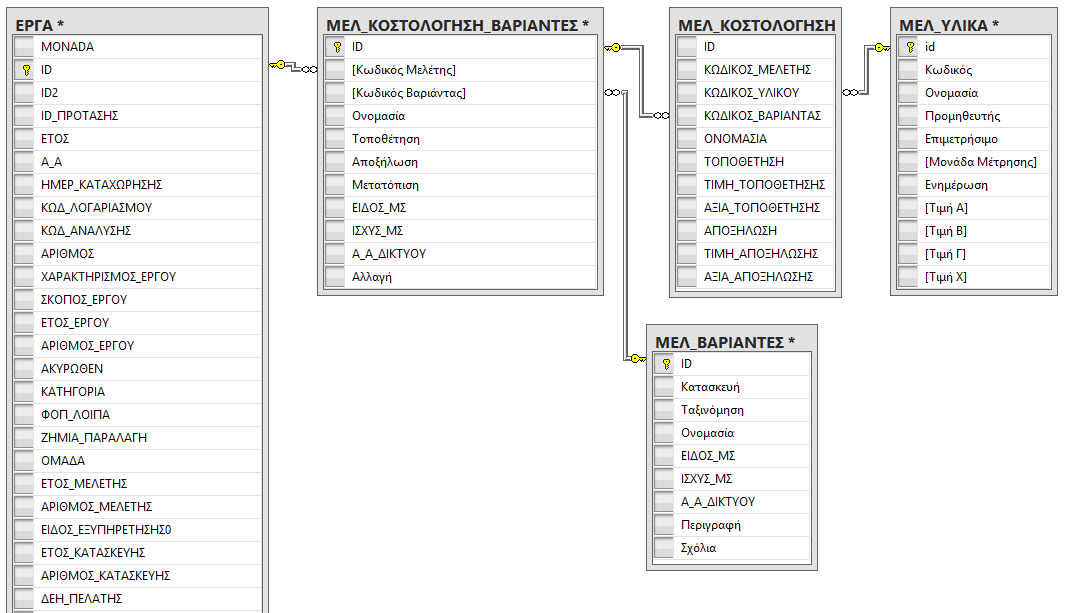 ΕΡΓΑ *
MONADA
ID
ID2
ID_ΠΡΟΤΑΣΗΣ
ΕΤΟΣ
Α_Α
ΗΜΕΡ_ΚΑΤΑΧΩΡΗΣΗΣ
ΚΩΔ_ΛΟΓΑΡΙΑΣΜΟΥ
ΚΩΔ_ΑΝΑΛΥΣΗΣ
ΑΡΙΘΜΟΣ
ΧΑΡΑΚΤΗΡΙΣΜΟΣ_ΕΡΓΟΥ
ΣΚΟΠΟΣ_ΕΡΓΟΥ
ΕΤΟΣ_ΕΡΓΟΥ
ΑΡΙΘΜΟΣ_ΕΡΓΟΥ
ΑΚΥΡΩΘΕΝ
ΚΑΤΗΓΟΡΙΑ
ΦΟΠ_ΛΟΙΠΑ
ΖΗΜΙΑ_ΠΑΡΑΛΑΓΗ
ΟΜΑΔΑ
ΕΤΟΣ_ΜΕΛΕΤΗΣ
ΑΡΙΘΜΟΣ_ΜΕΛΕΤΗΣ
ΕΙΔΟΣ_ΕΞΥΠΗΡΕΤΗΣΗΣ0
ΕΤΟΣ_ΚΑΤΑΣΚΕΥΗΣ
ΑΡΙΘΜΟΣ_ΚΑΤΑΣΚΕΥΗΣ
ΔΕΗ_ΠΕΛΑΤΗΣ
ΜΕΛ_ΚΟΣΤΟΛΟΓΗΣΗ_ΒΑΡΙΑΝΤΕΣ *
ID
[Κωδικός Μελέτης]
[Κωδικός Βαριάντας]
Ονομασία
Τοποθέτηση
Αποξήλωση
Μετατόπιση
ΕΙΔΟΣ_ΜΣ
ΙΣΧΥΣ_ΜΣ
Α_Α_ΔΙΚΤΥΟΥ
Αλλαγή
ΜΕΛ_ΚΟΣΤΟΛΟΓΗΣΗ
ID
ΚΩΔΙΚΟΣ_ΜΕΛΕΤΗΣ
ΚΩΔΙΚΟΣ_ΥΛΙΚΟΥ
ΚΩΔΙΚΟΣ_ΒΑΡΙΑΝΤΑΣ
ΟΝΟΜΑΣΙΑ
ΤΟΠΟΘΕΤΗΣΗ
ΤΙΜΗ_ΤΟΠΟΘΕΤΗΣΗΣ
ΑΞΙΑ_ΤΟΠΟΘΕΤΗΣΗΣ
ΑΠΟΞΗΛΩΣΗ
ΤΙΜΗ_ΑΠΟΞΗΛΩΣΗΣ
ΑΞΙΑ_ΑΠΟΞΗΛΩΣΗΣ
ΜΕΛ_ΥΛΙΚΑ *
id
Κωδικός
Ονομασία
Προμηθευτής
Επιμετρήσιμο
[Μονάδα Μέτρησης]
Ενημέρωση
[Τιμή Α]
[Τιμή Β]
[Τιμή Γ]
[Τιμή Χ]
ΜΕΛ_ΒΑΡΙΑΝΤΕΣ *
ID
Κατασκευή
Ταξινόμηση
Ονομασία
ΕΙΔΟΣ_ΜΣ
ΙΣΧΥΣ_ΜΣ
Α_Α_ΔΙΚΤΥΟΥ
Περιγραφή
Σχόλια